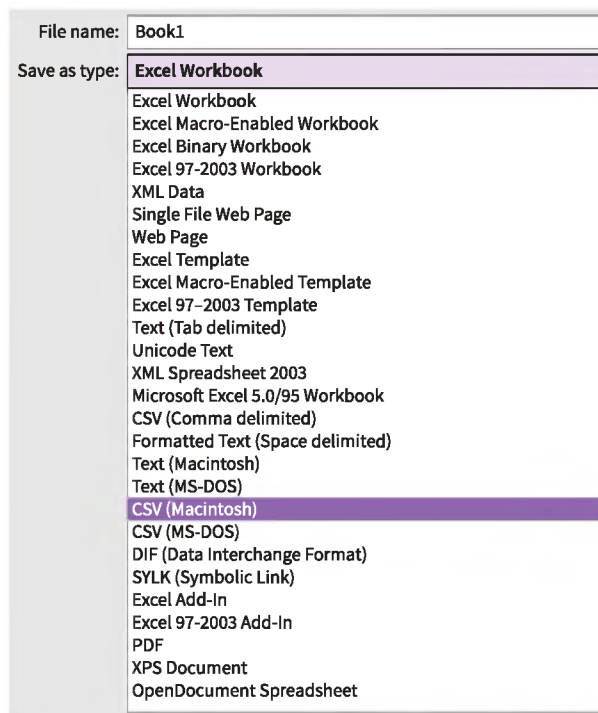 File name: Book1
Save as type: Excel Workbook
Excel Workbook
Excel Macro-Enabled Workbook
Excel Binary Workbook
Excel 97-2003 Workbook
XML Data
Single File Web Page
Web Page
Excel Template
Excel Macro-Enabled Template
Excel 97–2003 Template
Text (Tab delimited)
Unicode Text
XML Spreadsheet 2003
Microsoft Excel 5.0/95 Workbook
CSV (Comma delimited)
Formatted Text (Space delimited)
Text (Macintosh)
Text (MS-DOS)
CSV (Macintosh)
CSV (MS-DOS)
DIF (Data Interchange Format)
SYLK (Symbolic Link)
Excel Add-In
Excel 97-2003 Add-In
PDF
XPS Document
OpenDocument Spreadsheet